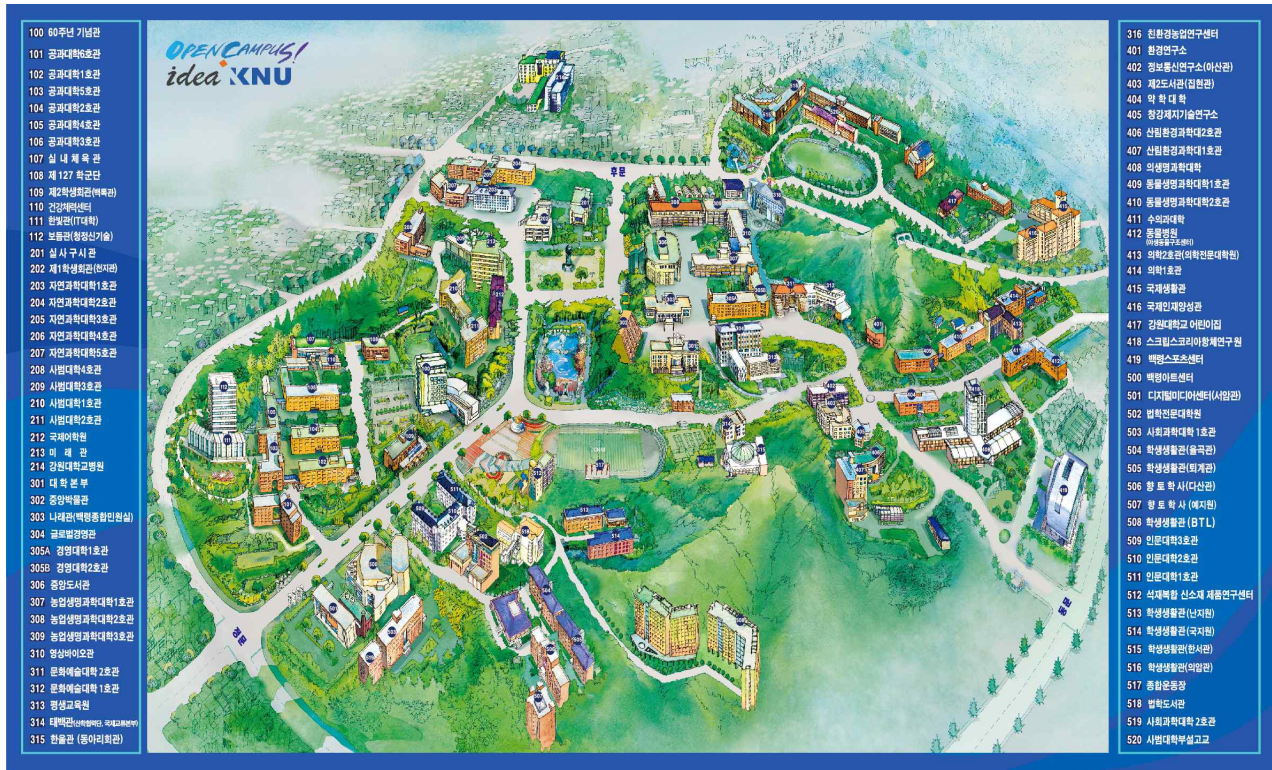 100 60주년 기념관
101 공과대학6호관
102 공과대학1호관
103 공과대학5호관
104 공과대학2호관
105 공과대학4호관
106 공과대학3호관
107 실 내 체 육 관
108 제 127 학군단
109 제2학생회관(백록관)
110 건강체력센터
111 한빛관(IT대학)
112 보듬관(청정신기술)
201 실 사 구 시 관
202 제1학생회관(천지관)
203 자연과학대학1호관
204 자연과학대학2호관
205 자연과학대학3호관
206 자연과학대학4호관
207 자연과학대학5호관
208 사범대학4호관
209 사범대학3호관
210 사범대학1호관
211 사범대학2호관
212 국제어학원
213 미 래 관
214 강원대학교병원
301 대 학 본 부
302 중앙박물관
303 나래관(백령종합민원실)
304 글로벌경영관
305A 경영대학1호관
305B 경영대학2호관
306 중앙도서관
307 농업생명과학대학1호관
308 농업생명과학대학2호관
309 농업생명과학대학3호관
310 영상바이오관
311 문화예술대학 2호관
312 문화예술대학 1호관
313 평생교육원
314 태백관(산학협력단, 국제교류본부)
315 한울관 (동아리회관)
OPEN CAMPUS!
idea KNU
후문
정문
동문
316 친환경농업연구센터
401 환경연구소
402 정보통신연구소(아산관)
403 제2도서관(집현관)
404 약 학 대 학
405 창강제지기술연구소
406 산림환경과학대2호관
407 산림환경과학대1호관
408 의생명과학대학
409 동물생명과학대학1호관
410 동물생명과학대학2호관
411 수의과대학
412 동물병원
(야생동물구조센터)
413 의학2호관(의학전문대학원)
414 의학1호관
415 국제생활관
416 국제인재양성관
417 강원대학교 어린이집
418 스크립스코리아항체연구원
419 백령스포츠센터
500 백령아트센터
501 디지털미디어센터(서암관)
502 법학전문대학원
503 사회과학대학 1호관
504 학생생활관(율곡관)
505 학생생활관(퇴계관)
506 향 토 학 사(다산관)
507 향 토 학 사 (예지원)
508 학생생활관 (B T L)
509 인문대학3호관
510 인문대학2호관
511 인문대학1호관
512 석재복합 신소재 제품연구센터
513 학생생활관(난지원)
514 학생생활관(국지원)
515 학생생활관(한서관)
516 학생생활관(의암관)
517 종합운동장
518 법학도서관
519 사회과학대학 2호관
520 사범대학부설고교